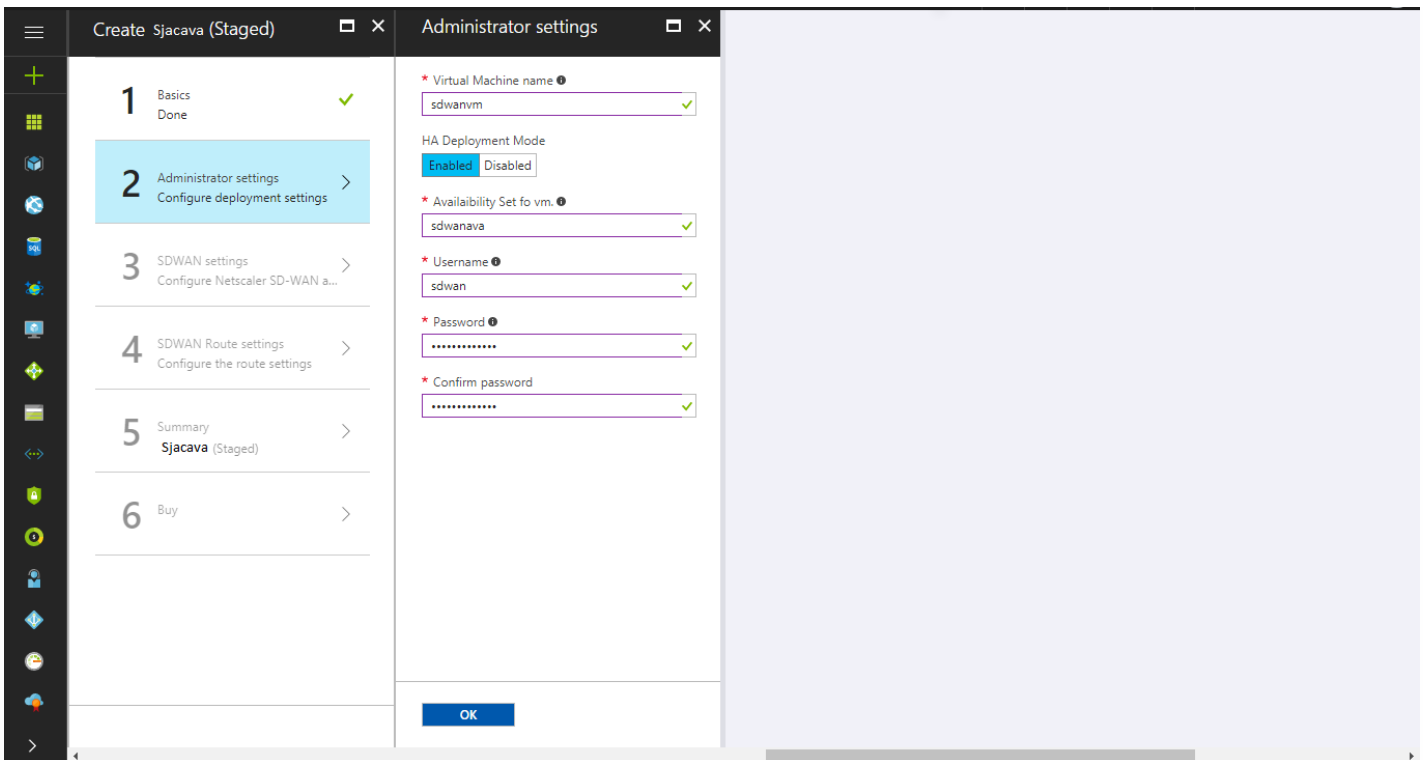 Create Sjacava (Staged)
Administrator settings
1
Basics
Done
2
Administrator settings
Configure deployment settings
3
SDWAN settings
Configure Netscaler SD-WAN a...
4
SDWAN Route settings
Configure the route settings
5
Summary
Sjacava (Staged)
6
Buy
* Virtual Machine name
sdwanvm
HA Deployment Mode
Enabled Disabled
* Availaibility Set fo vm.
sdwanava
* Username
sdwan
* Password
•••••••••••••
* Confirm password
•••••••••••••
OK
SQL